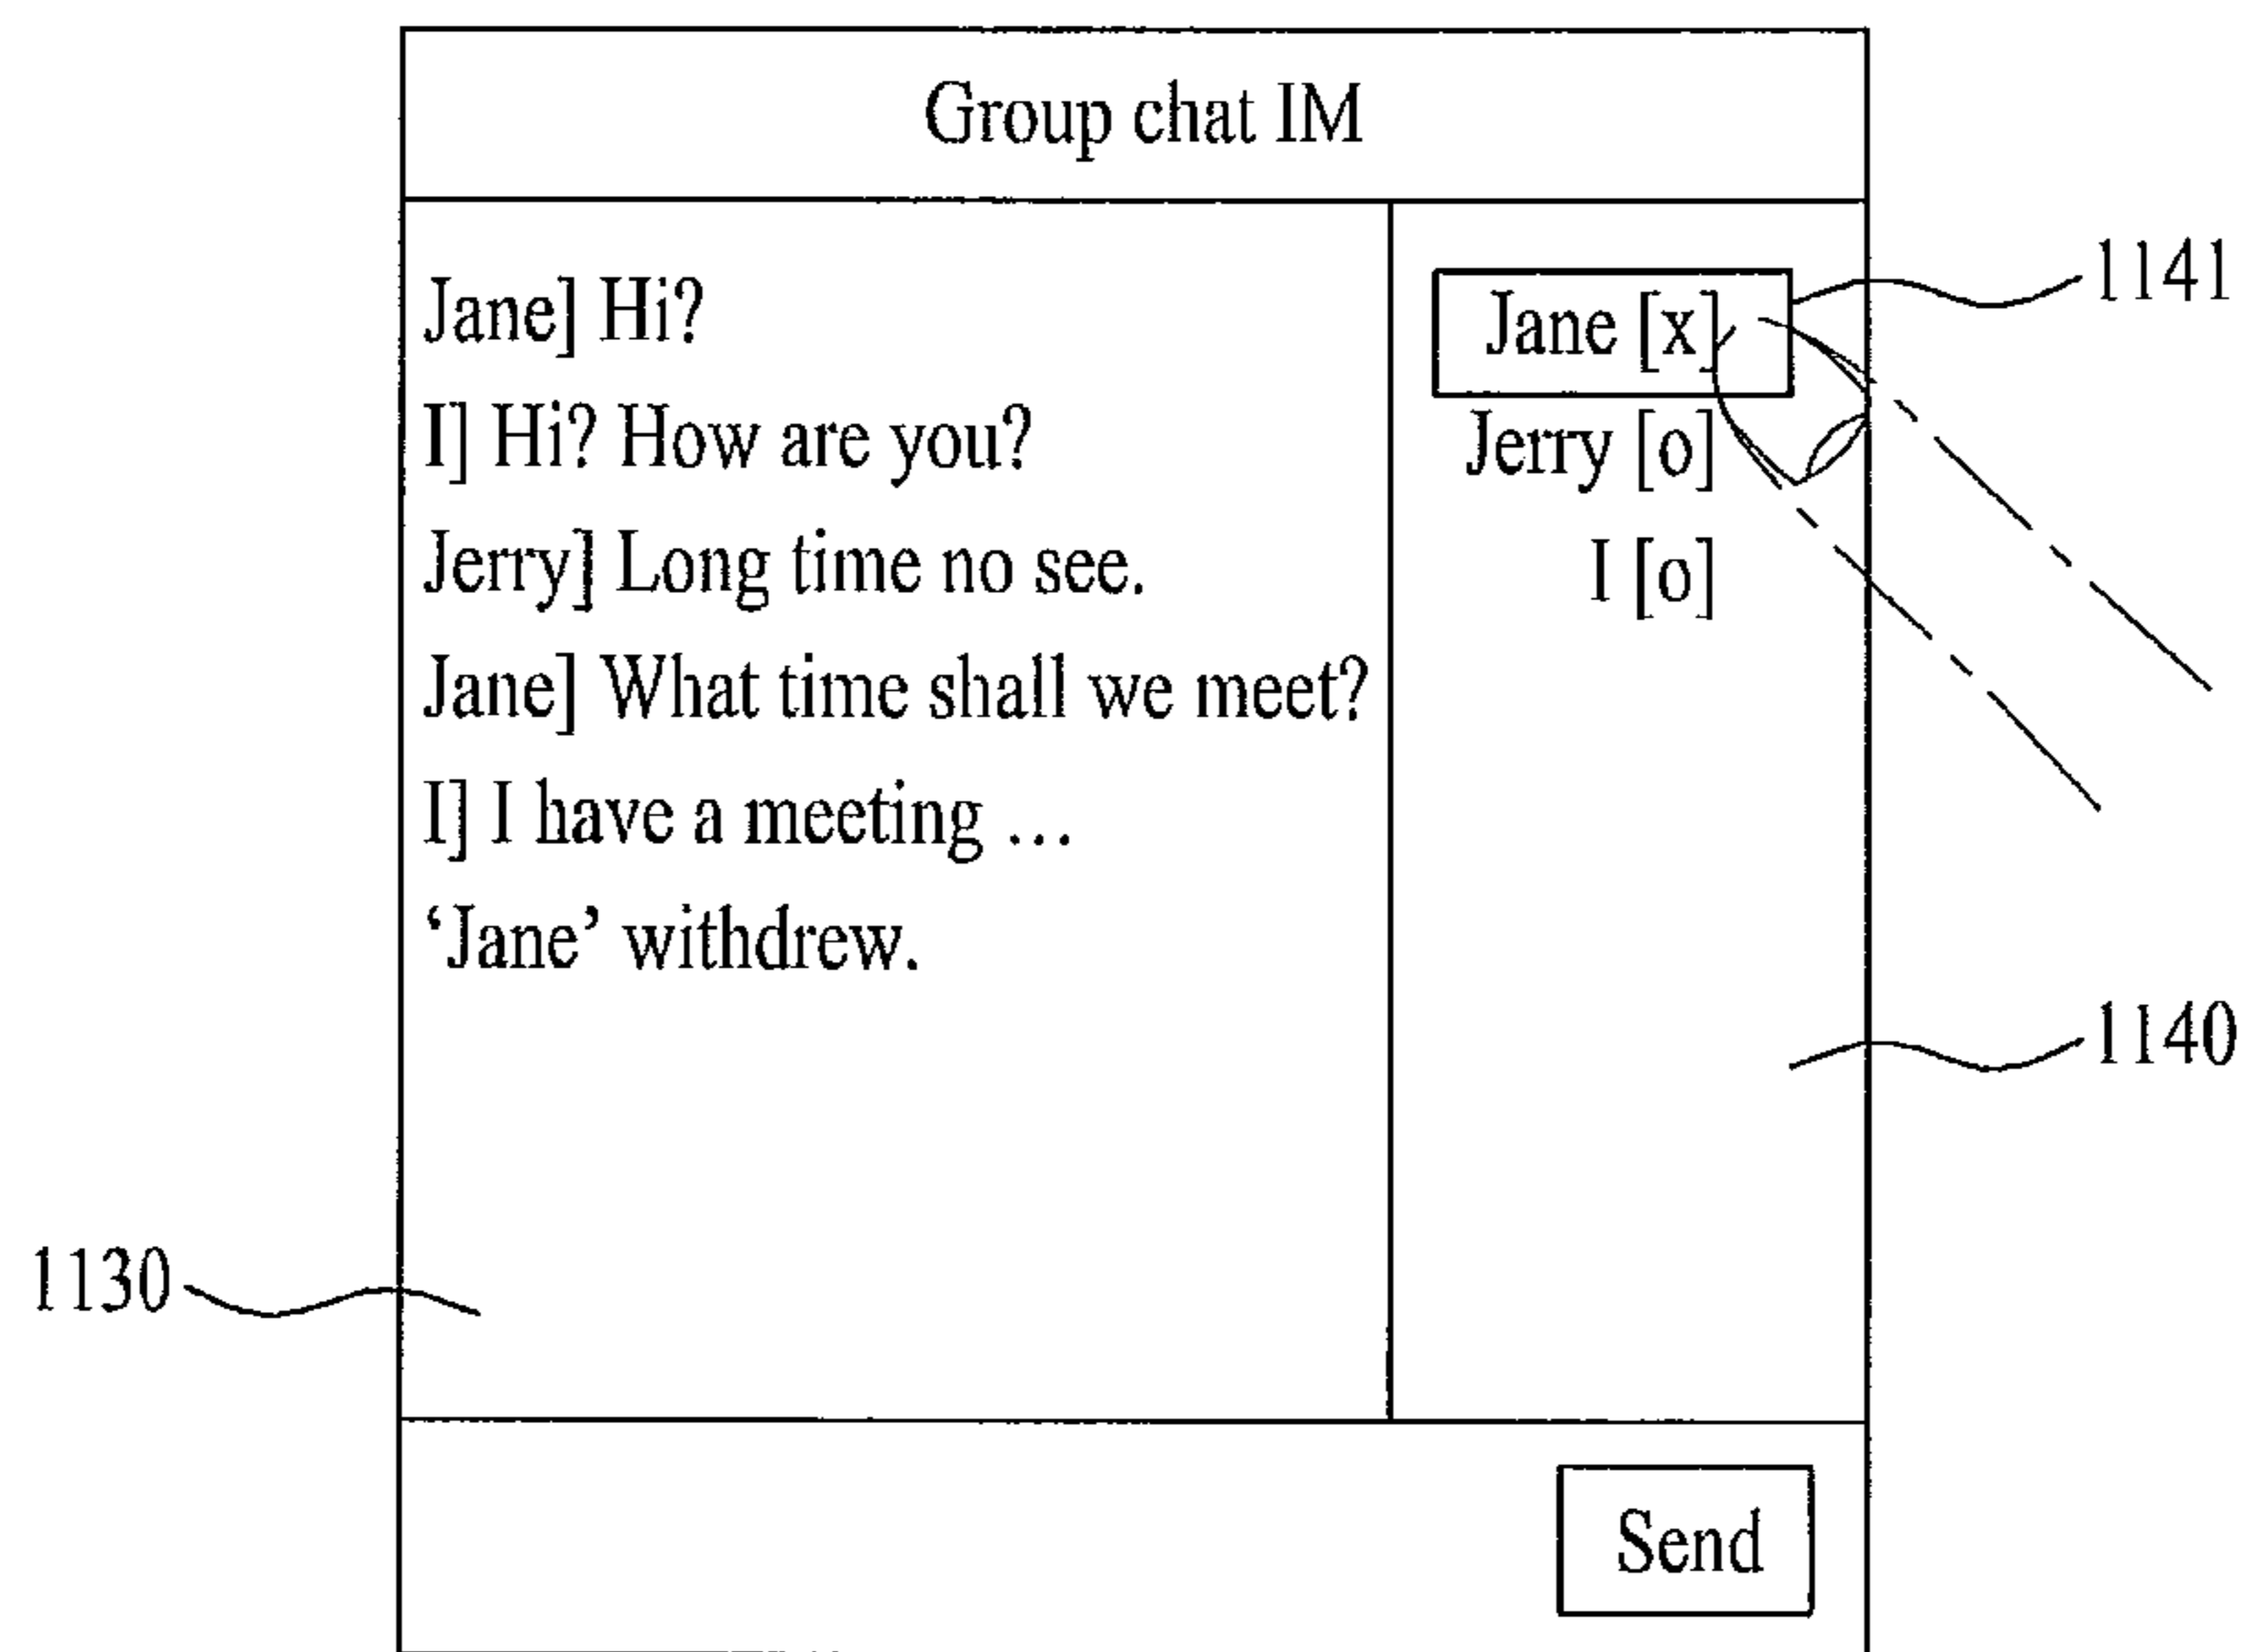 Group chat IM
Jane] Hi?
I] Hi? How are you?
Jerry] Long time no see.
Jane] What time shall we meet?
I] I have a meeting ...
‘Jane’ withdrew.
Jane [x]
Jerry [o]
I [o]
1141
1140
1130
Send